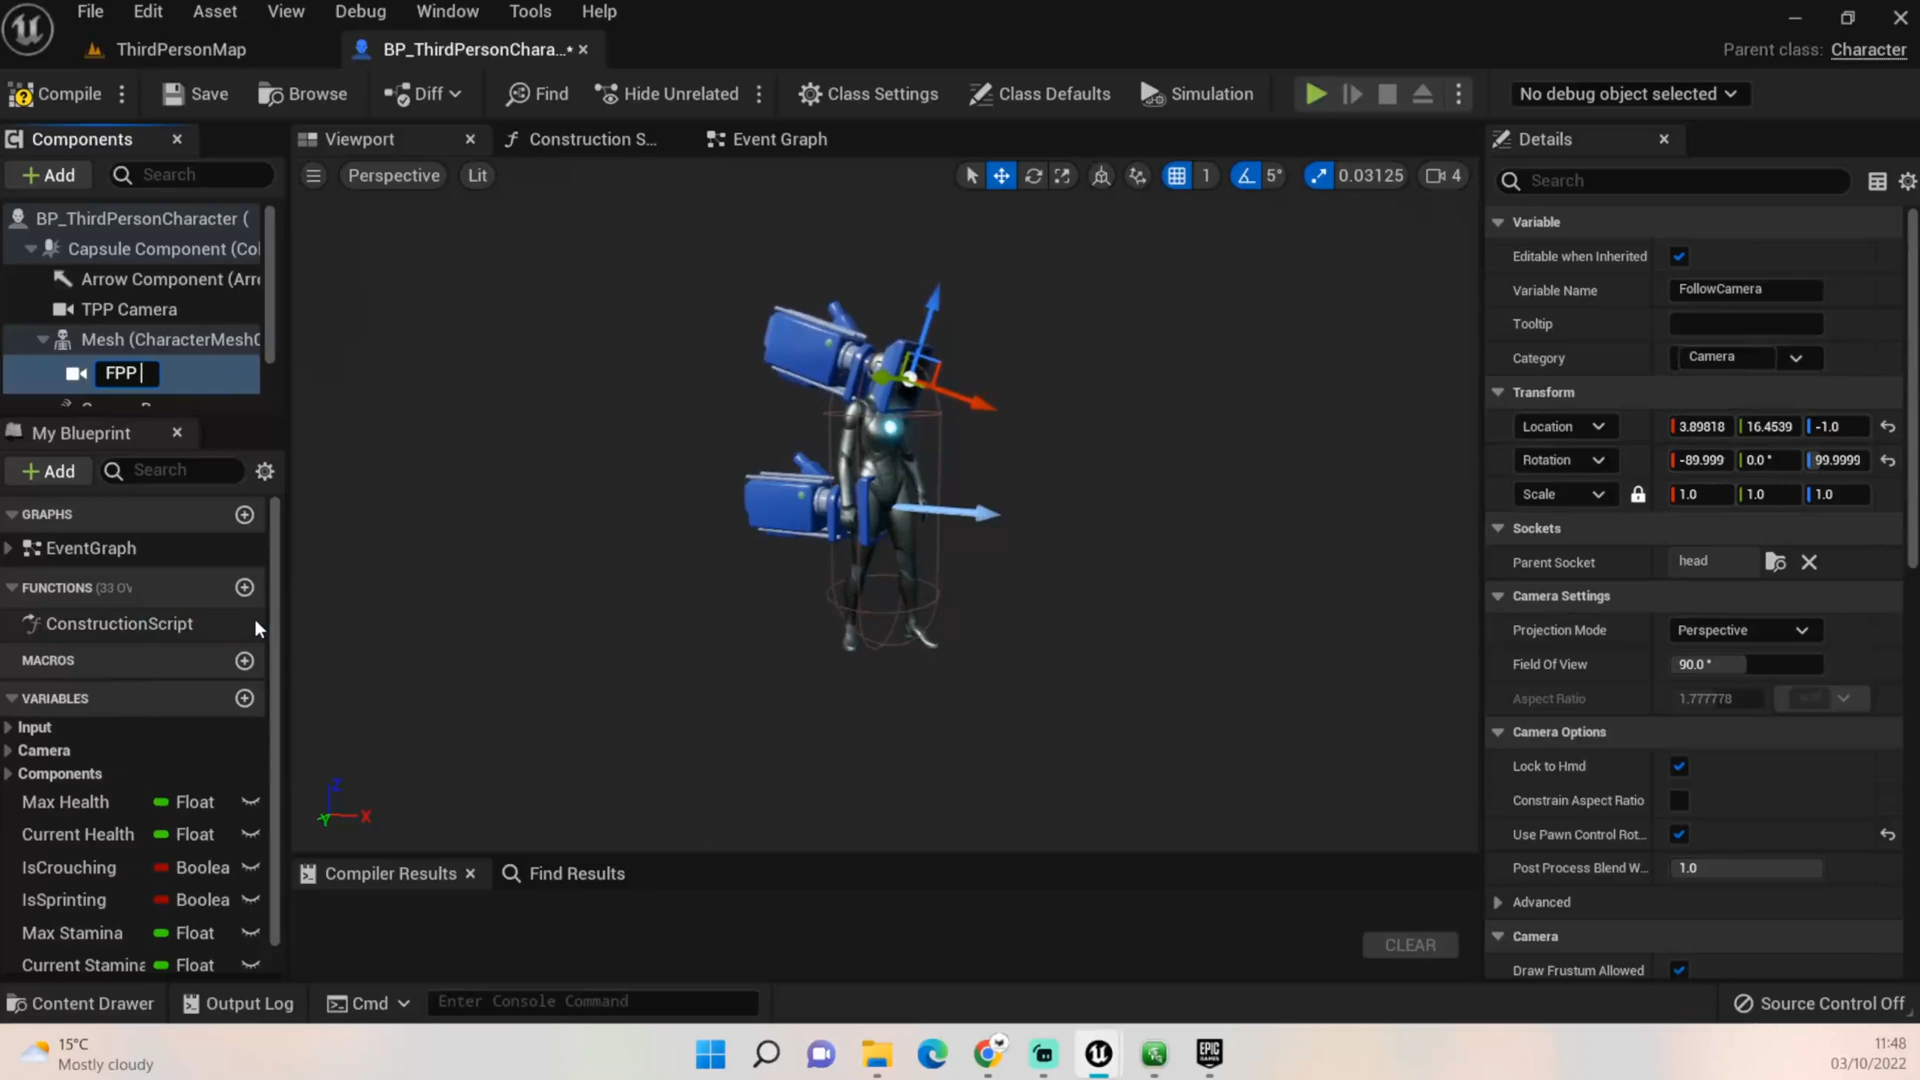 File Edit Asset View Debug Window Tools Help
ThirdPersonMap
BP_ThirdPersonChara...*
Parent class: Character
Compile
Save
Browse
Diff
Find
Hide Unrelated
Class Settings
Class Defaults
Simulation
No debug object selected
Components
Add
Search
BP_ThirdPersonCharacter (
Capsule Component (Col
Arrow Component (Arro
TPP Camera
Mesh (CharacterMesh0
FPP
My Blueprint
Add
Search
GRAPHS
EventGraph
FUNCTIONS (33 OV
ConstructionScript
MACROS
VARIABLES
Input
Camera
Components
Max Health Float
Current Health Float
IsCrouching Boolea
IsSprinting Boolea
Max Stamina Float
Current Stamina Float
Viewport
Construction S...
Event Graph
Perspective
Lit
1
5°
0.03125
4
Z
Y
X
Compiler Results
Find Results
CLEAR
Details
Search
Variable
Editable when Inherited
Variable Name FollowCamera
Tooltip
Category Camera
Transform
Location 3.89818 16.4539 -1.0
Rotation -89.999 0.0° 99.9999
Scale 1.0 1.0 1.0
Sockets
Parent Socket head
Camera Settings
Projection Mode Perspective
Field Of View 90.0°
Aspect Ratio 1.777778
Camera Options
Lock to Hmd
Constrain Aspect Ratio
Use Pawn Control Rot...
Post Process Blend W... 1.0
Advanced
Camera
Draw Frustum Allowed
Content Drawer
Output Log
Cmd
Enter Console Command
Source Control Off
15°C
Mostly cloudy
EPIC
GAMES
11:48
03/10/2022